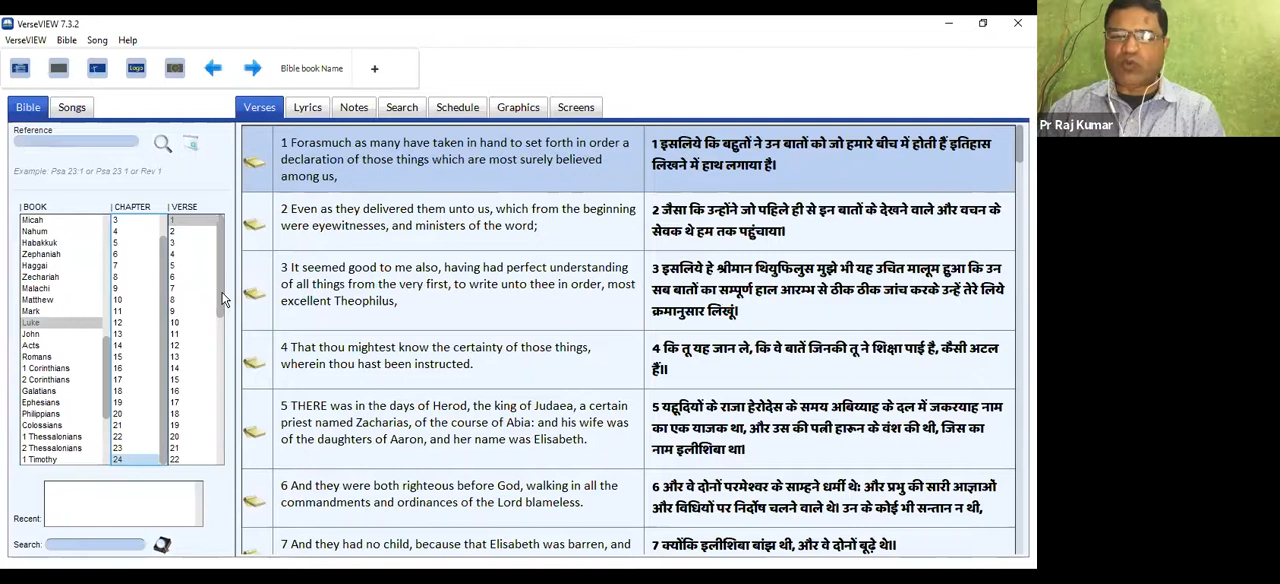 VerseVIEW 7.3.2
VerseVIEW Bible Song Help
Logo
Bible book Name +
Bible Songs
Verses Lyrics Notes Search Schedule Graphics Screens
Reference
Example: Psa 23:1 or Psa 23 1 or Rev 1
BOOK CHAPTER VERSE
Micah 3 1
Nahum 4 2
Habakkuk 5 3
Zephaniah 6 4
Haggai 7 5
Zechariah 8 6
Malachi 9 7
Matthew 10 8
Mark 11 9
Luke 12 10
John 13 11
Acts 14 12
Romans 15 13
1 Corinthians 16 14
2 Corinthians 17 15
Galatians 18 16
Ephesians 19 17
Philippians 20 18
Colossians 21 19
1 Thessalonians 22 20
2 Thessalonians 23 21
1 Timothy 24 22
Recent:
Search:
1 Forasmuch as many have taken in hand to set forth in order a
declaration of those things which are most surely believed
among us,
1 इसलिये कि बहुतों ने उन बातों को जो हमारे बीच में होती हैं इतिहास
लिखने में हाथ लगाया है।
2 Even as they delivered them unto us, which from the beginning
were eyewitnesses, and ministers of the word;
2 जैसा कि उन्होंने जो पहिले ही से इन बातों के देखने वाले और वचन के
सेवक थे हम तक पहुंचाया।
3 It seemed good to me also, having had perfect understanding
of all things from the very first, to write unto thee in order, most
excellent Theophilus,
3 इसलिये हे श्रीमान थियुफिलुस मुझे भी यह उचित मालूम हुआ कि उन
सब बातों का सम्पूर्ण हाल आरम्भ से ठीक ठीक जांच करके उन्हें तेरे लिये
क्रमानुसार लिखूं।
4 That thou mightest know the certainty of those things,
wherein thou hast been instructed.
4 कि तू यह जान ले, कि वे बातें जिनकी तू ने शिक्षा पाई है, कैसी अटल
हैं॥
5 THERE was in the days of Herod, the king of Judaea, a certain
priest named Zacharias, of the course of Abia: and his wife was
of the daughters of Aaron, and her name was Elisabeth.
5 यहूदियों के राजा हेरोदेस के समय अबिय्याह के दल में जकरयाह नाम
का एक याजक था, और उस की पत्नी हारून के वंश की थी, जिस का
नाम इलीशिबा था।
6 And they were both righteous before God, walking in all the
commandments and ordinances of the Lord blameless.
6 और वे दोनों परमेश्वर के साम्हने धर्मी थे: और प्रभु की सारी आज्ञाओं
और विधियों पर निर्दोष चलने वाले थे। उन के कोई भी सन्तान न थी,
7 And they had no child, because that Elisabeth was barren, and
7 क्योंकि इलीशिबा बांझ थी, और वे दोनों बूढ़े थे॥
Pr Raj Kumar